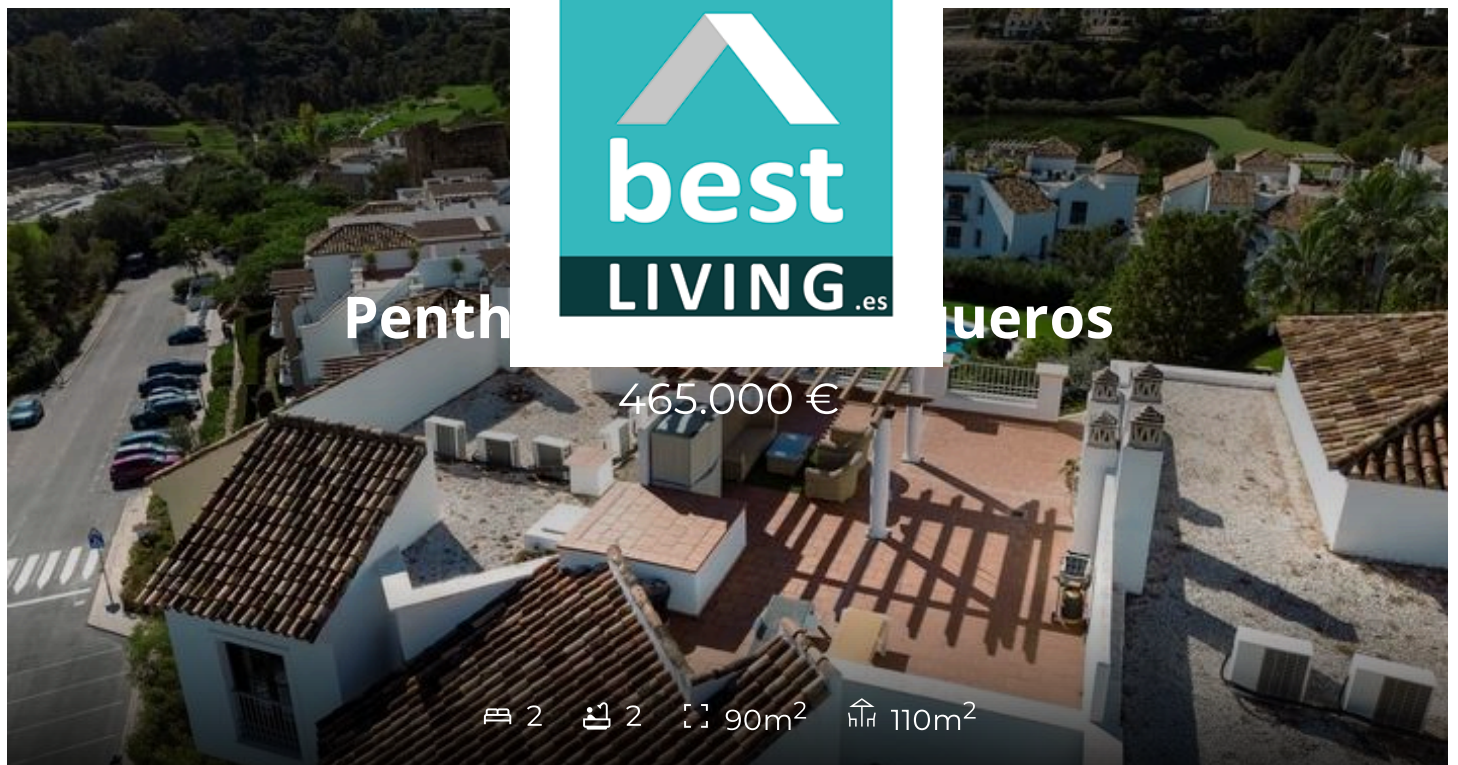 best
LIVING.es
Penth ueros
465.000 €
2 2 90m² 110m²